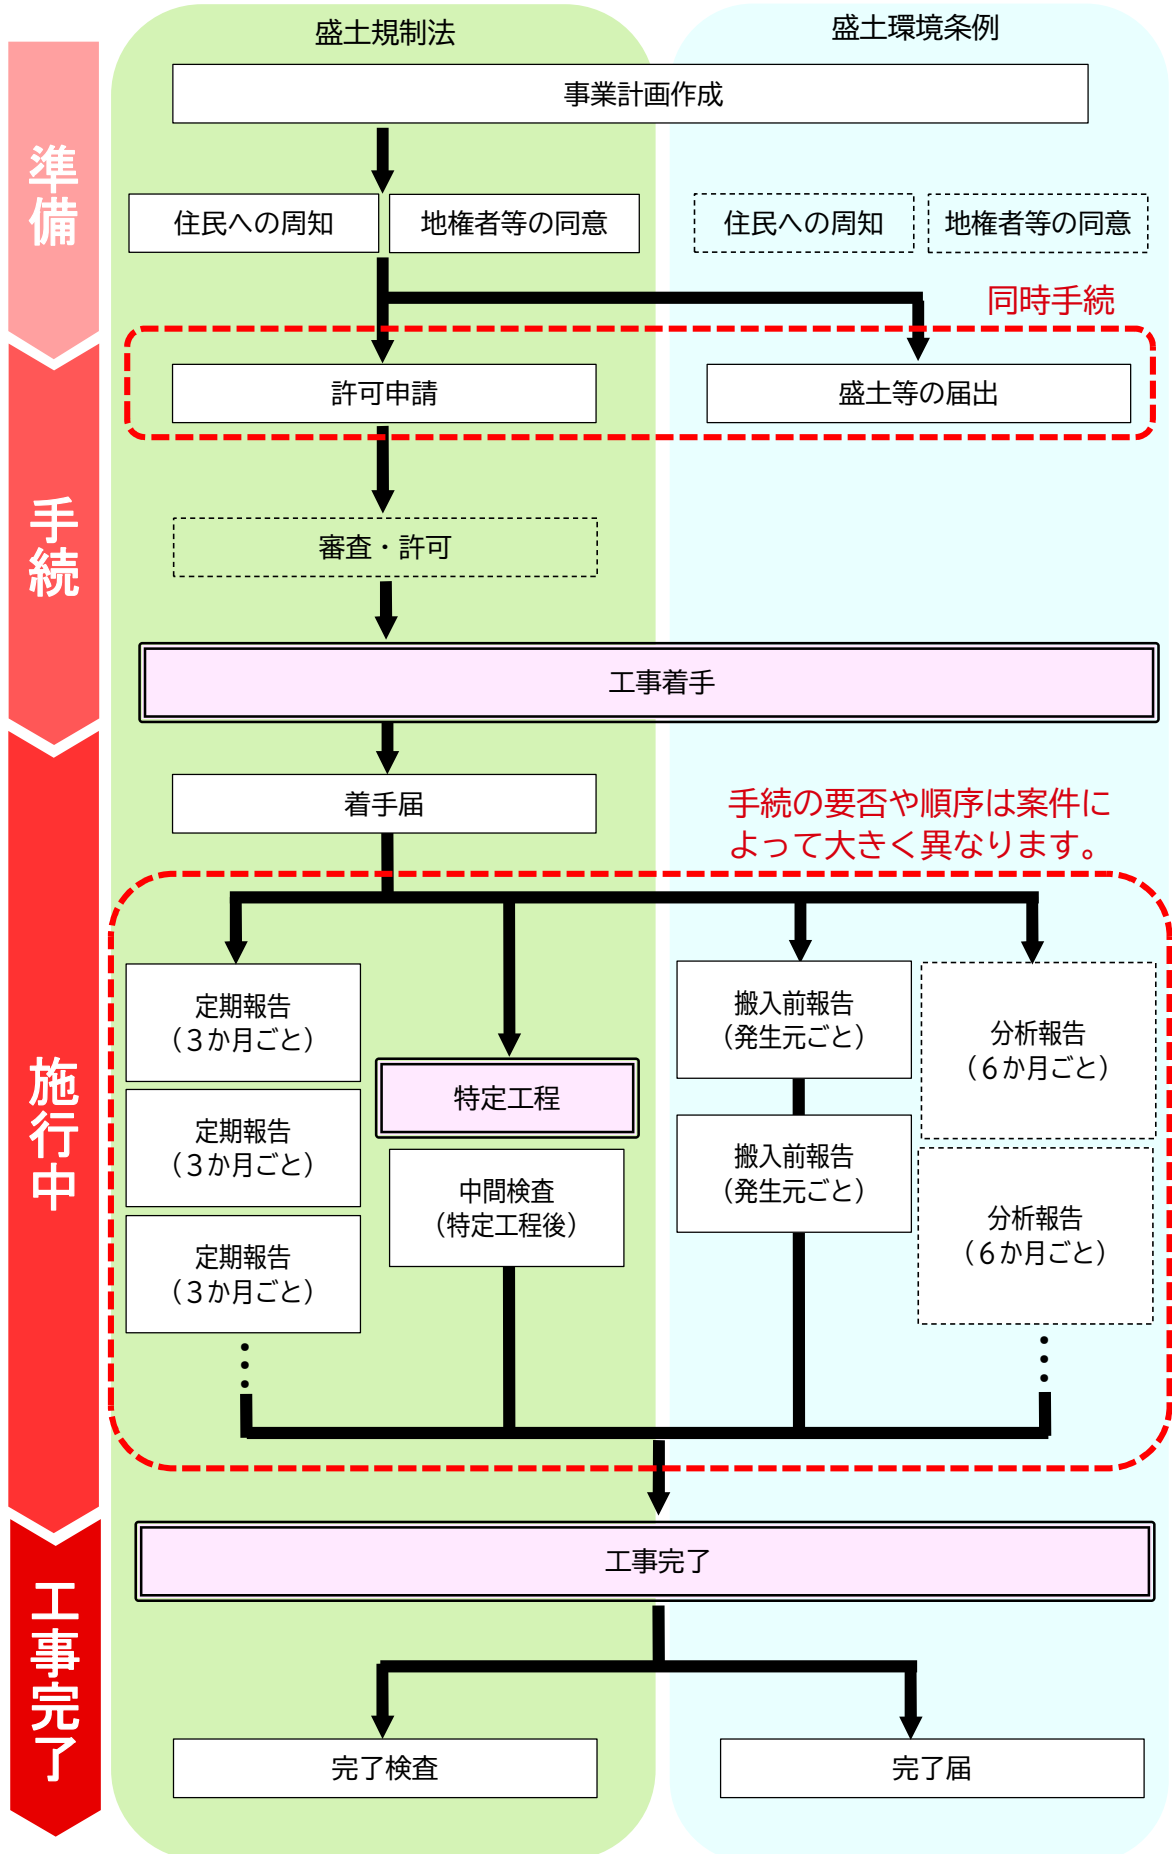 盛土規制法
盛土環境条例
準備
事業計画作成
住民への周知
地権者等の同意
住民への周知
地権者等の同意
同時手続
手続
許可申請
盛土等の届出
審査・許可
工事着手
施行中
着手届
手続の要否や順序は案件に
よって大きく異なります。
定期報告
（３か月ごと）
定期報告
（３か月ごと）
定期報告
（３か月ごと）
特定工程
中間検査
（特定工程後）
搬入前報告
（発生元ごと）
搬入前報告
（発生元ごと）
分析報告
（６か月ごと）
分析報告
（６か月ごと）
工事完了
工事完了
完了検査
完了届